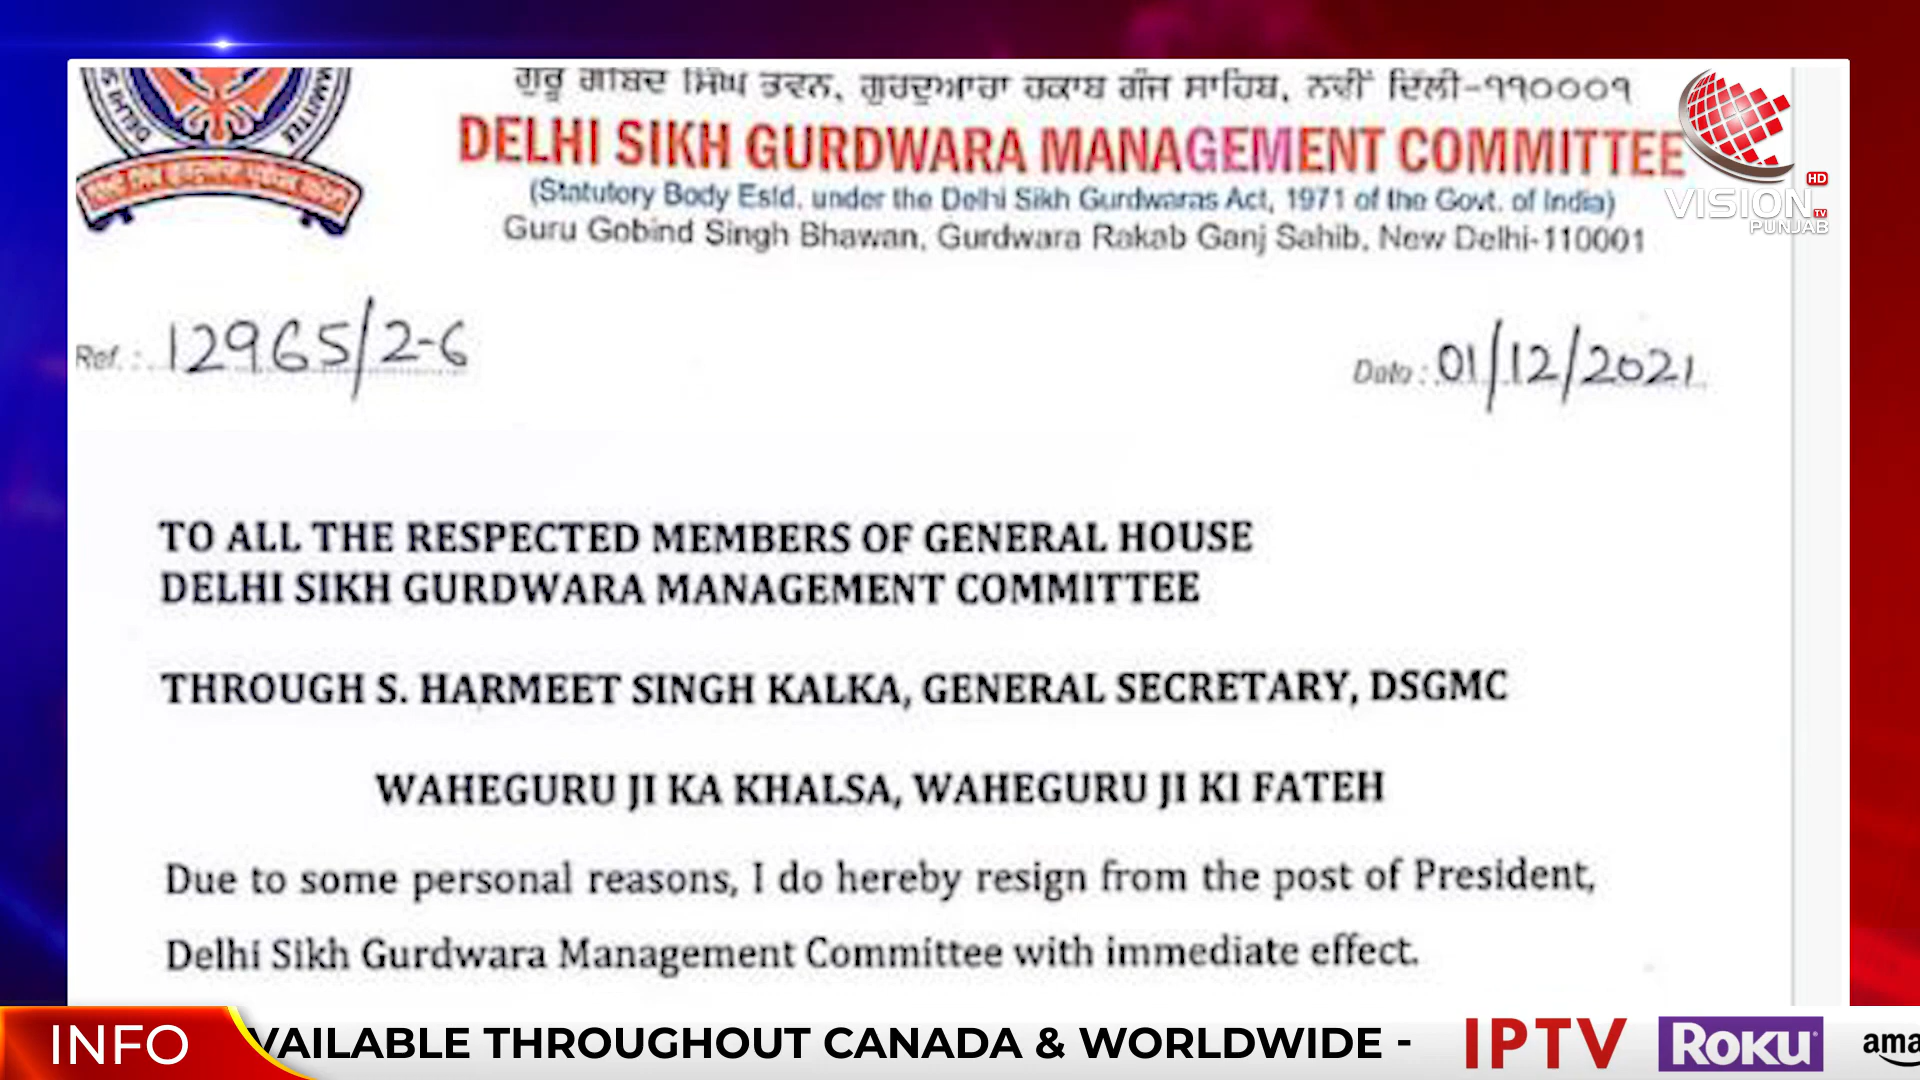 ਗੁਰੂ ਗੋਬਿੰਦ ਸਿੰਘ ਭਵਨ, ਗੁਰਦੁਆਰਾ ਰਕਾਬ ਗੰਜ ਸਾਹਿਬ, ਨਵੀਂ ਦਿੱਲੀ-੧੧੦੦੦੧
DELHI SIKH GURDWARA MANAGEMENT COMMITTEE
(Statutory Body Estd. under the Delhi Sikh Gurdwaras Act, 1971 of the Govt. of India)
Guru Gobind Singh Bhawan, Gurdwara Rakab Ganj Sahib, New Delhi-110001
VISION HD
TV
PUNJAB
Ref. : 12965/2-6
Date : 01/12/2021
TO ALL THE RESPECTED MEMBERS OF GENERAL HOUSE
DELHI SIKH GURDWARA MANAGEMENT COMMITTEE
THROUGH S. HARMEET SINGH KALKA, GENERAL SECRETARY, DSGMC
WAHEGURU JI KA KHALSA, WAHEGURU JI KI FATEH
Due to some personal reasons, I do hereby resign from the post of President,
Delhi Sikh Gurdwara Management Committee with immediate effect.
INFO
VAILABLE THROUGHOUT CANADA & WORLDWIDE - IPTV ROKU ama